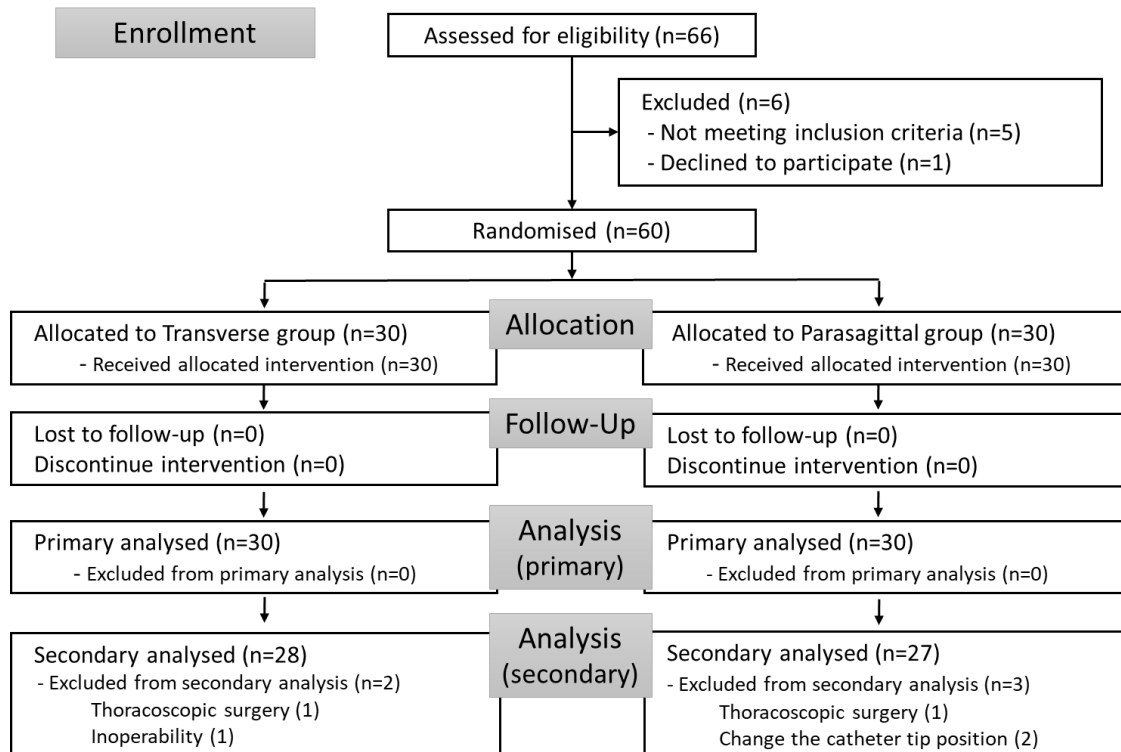 Enrollment
Assessed for eligibility (n=66)
Excluded (n=6)
- Not meeting inclusion criteria (n=5)
- Declined to participate (n=1)
Randomised (n=60)
Allocation
Allocated to Transverse group (n=30)
- Received allocated intervention (n=30)
Allocated to Parasagittal group (n=30)
- Received allocated intervention (n=30)
Follow-Up
Lost to follow-up (n=0)
Discontinue intervention (n=0)
Lost to follow-up (n=0)
Discontinue intervention (n=0)
Analysis
(primary)
Primary analysed (n=30)
- Excluded from primary analysis (n=0)
Primary analysed (n=30)
- Excluded from primary analysis (n=0)
Analysis
(secondary)
Secondary analysed (n=28)
- Excluded from secondary analysis (n=2)
Thoracoscopic surgery (1)
Inoperability (1)
Secondary analysed (n=27)
- Excluded from secondary analysis (n=3)
Thoracoscopic surgery (1)
Change the catheter tip position (2)